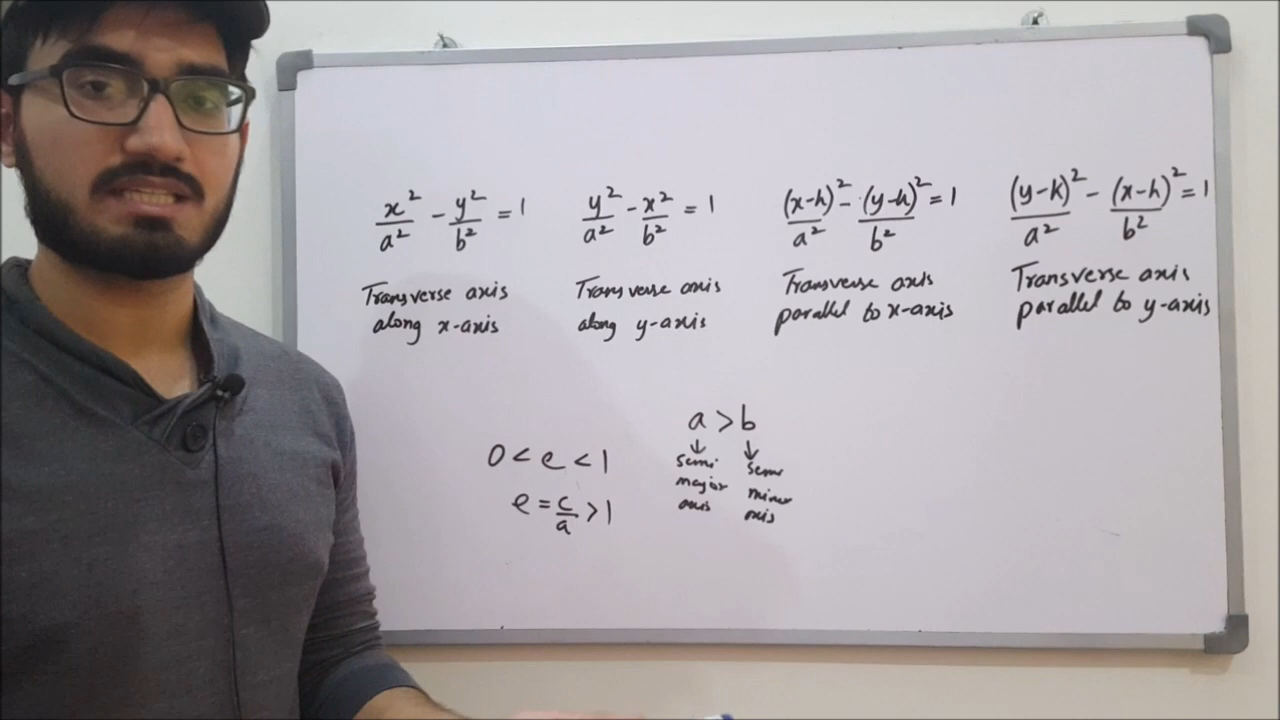 x²/a² - y²/b² = 1
Transverse axis
along x-axis
y²/a² - x²/b² = 1
Transverse axis
along y-axis
(x-h)²/a² - (y-k)²/b² = 1
Transverse axis
parallel to x-axis
(y-k)²/a² - (x-h)²/b² = 1
Transverse axis
parallel to y-axis
0 < e < 1
e = c/a > 1
a > b
↓ ↓
semi
major
axis
semi
minor
axis